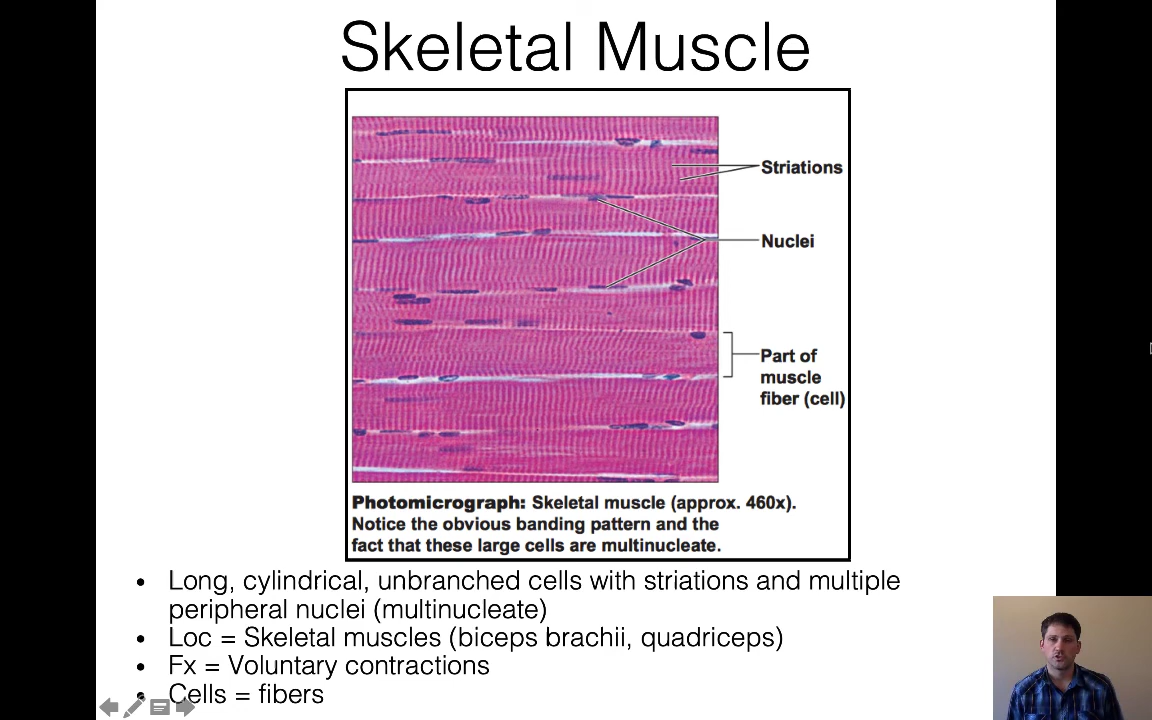 Skeletal Muscle
Striations
Nuclei
Part of
muscle
fiber (cell)
Photomicrograph: Skeletal muscle (approx. 460x).
Notice the obvious banding pattern and the
fact that these large cells are multinucleate.
• Long, cylindrical, unbranched cells with striations and multiple
peripheral nuclei (multinucleate)
• Loc = Skeletal muscles (biceps brachii, quadriceps)
• Fx = Voluntary contractions
• Cells = fibers